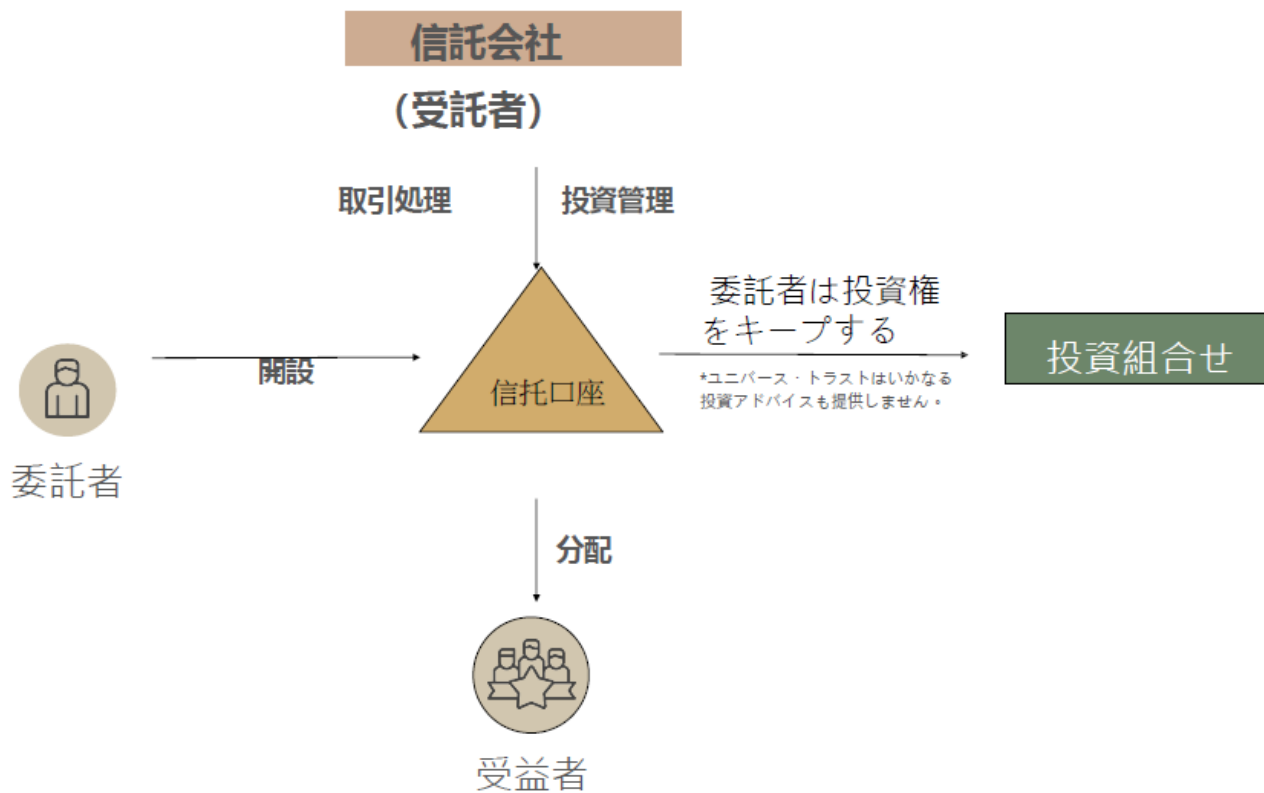 信託会社
（受託者）
取引処理
投資管理
委託者は投資権
をキープする
*ユニバース・トラストはいかなる
投資アドバイスも提供しません。
投資組合せ
開設
信托口座
委託者
分配
受益者